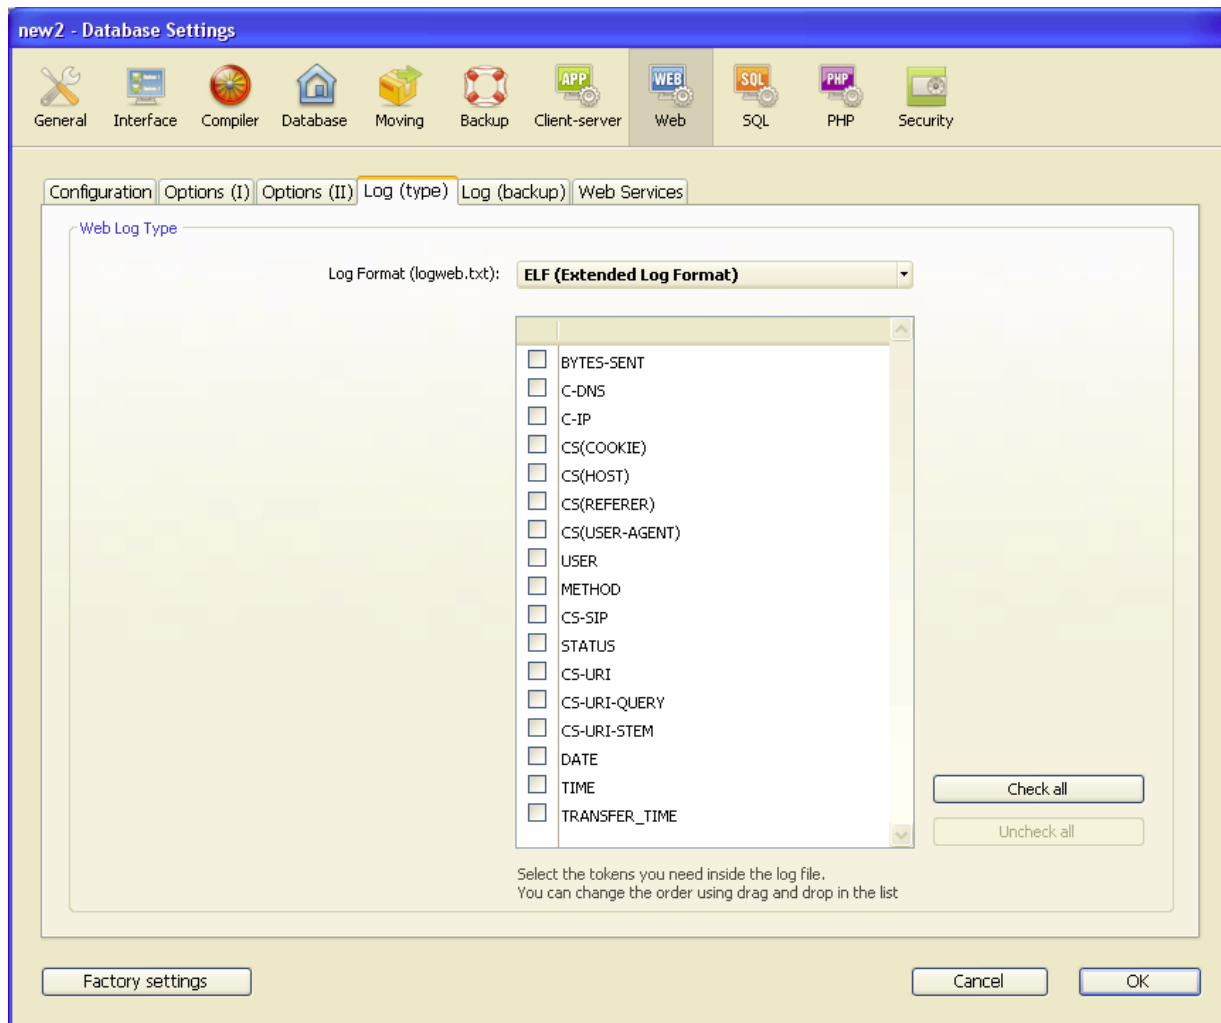 new2 - Database Settings
APP WEB SQL PHP
General Interface Compiler Database Moving Backup Client-server Web SQL PHP Security
Configuration Options (I) Options (II) Log (type) Log (backup) Web Services
Web Log Type
Log Format (logweb.txt): ELF (Extended Log Format)
BYTES-SENT
C-DNS
C-IP
CS(COOKIE)
CS(HOST)
CS(REFERER)
CS(USER-AGENT)
USER
METHOD
CS-SIP
STATUS
CS-URI
CS-URI-QUERY
CS-URI-STEM
DATE
TIME
TRANSFER_TIME
Check all
Uncheck all
Select the tokens you need inside the log file.
You can change the order using drag and drop in the list
Factory settings Cancel OK